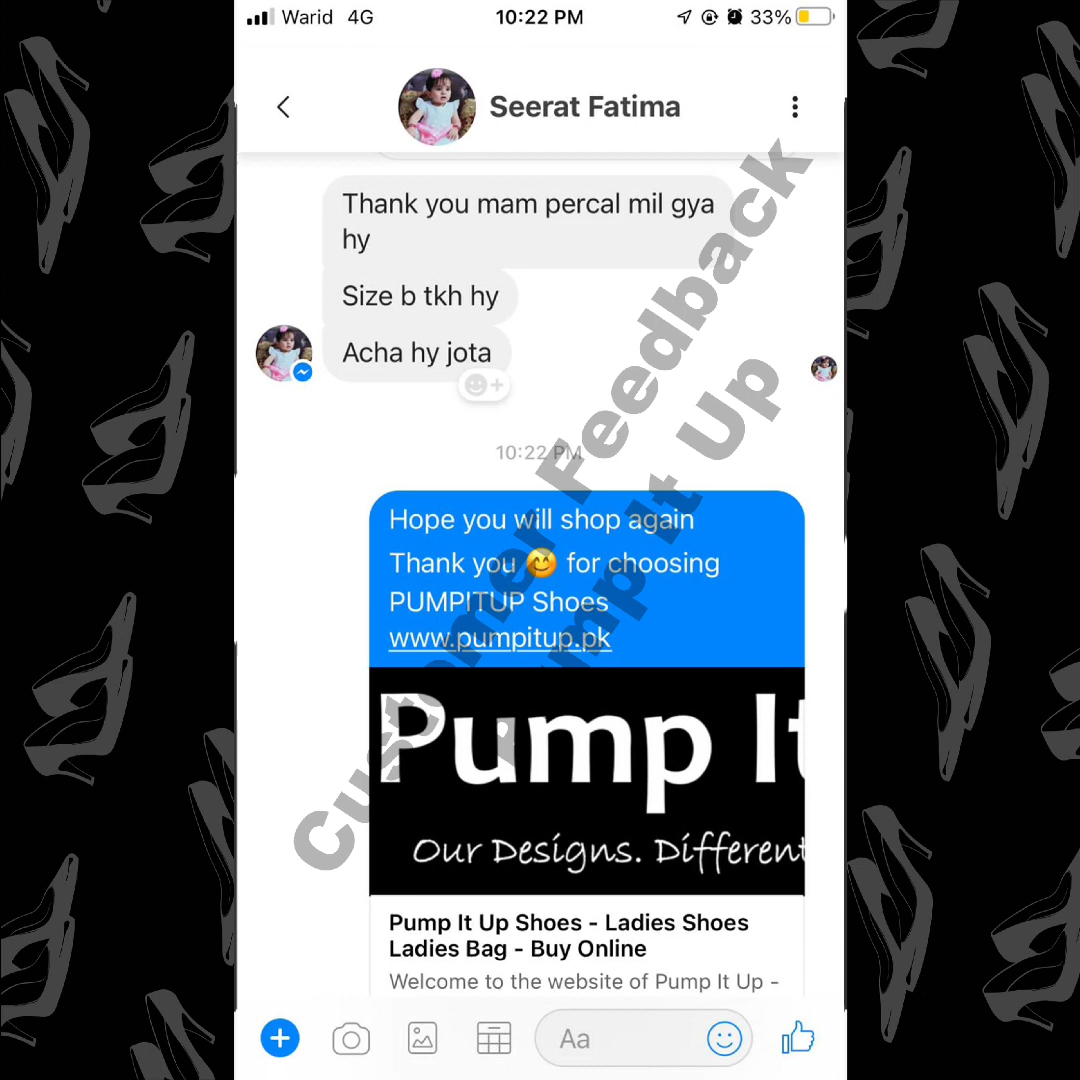 Warid 4G 10:22 PM 33%
Seerat Fatima
Thank you mam percal mil gya
hy
Size b tkh hy
Acha hy jota
10:22 PM
Hope you will shop again
Thank you 😊 for choosing
PUMPITUP Shoes
www.pumpitup.pk
Pump It
Our Designs. Different
Pump It Up Shoes - Ladies Shoes
Ladies Bag - Buy Online
Welcome to the website of Pump It Up -
Aa
Customer Feedback
Pump It Up